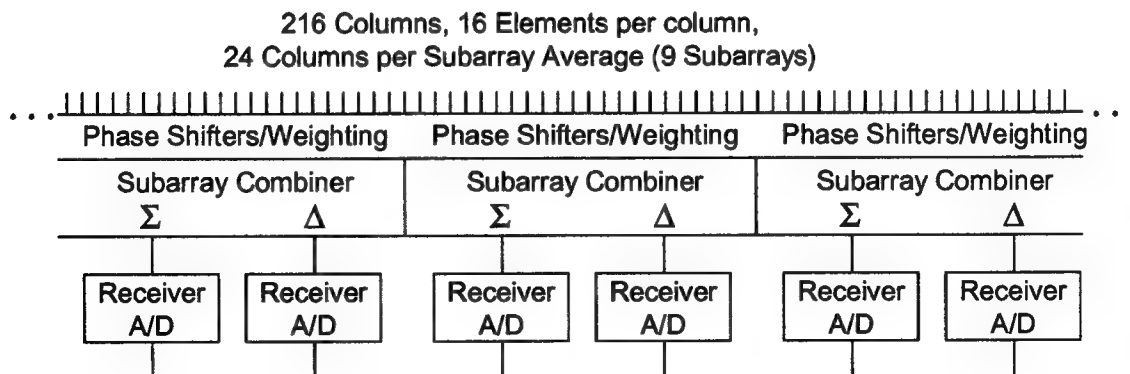 216 Columns, 16 Elements per column,
24 Columns per Subarray Average (9 Subarrays)
Phase Shifters/Weighting Phase Shifters/Weighting Phase Shifters/Weighting
Subarray Combiner Subarray Combiner Subarray Combiner
Σ Δ Σ Δ Σ Δ
Receiver Receiver Receiver Receiver Receiver Receiver
A/D A/D A/D A/D A/D A/D